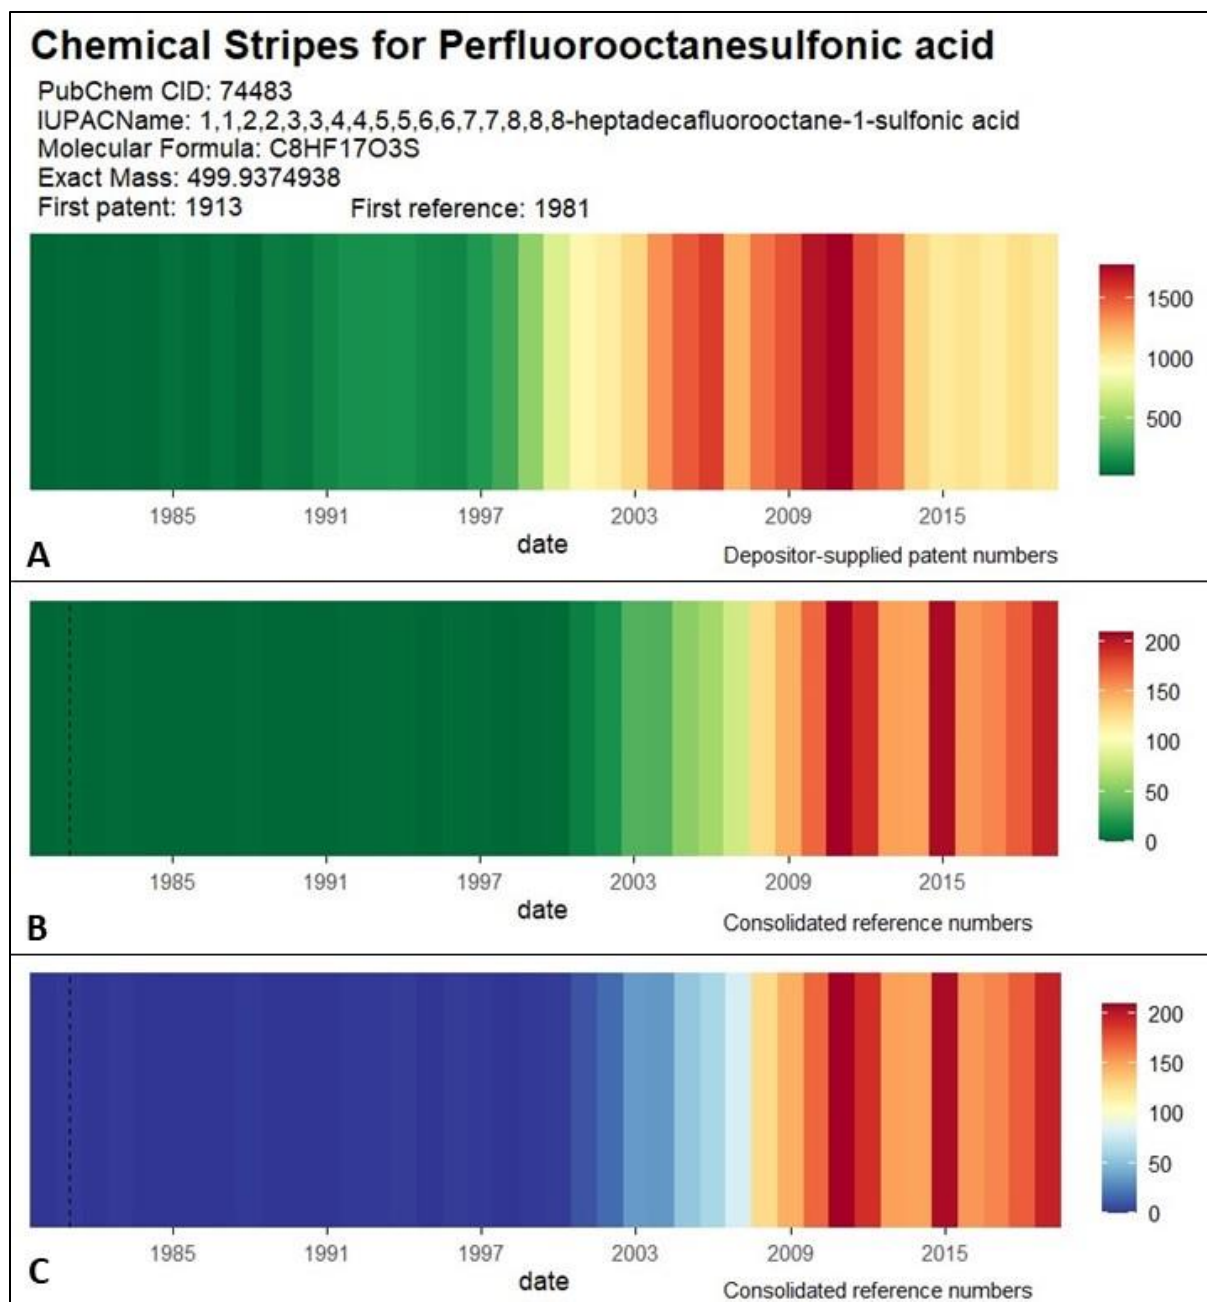 Chemical Stripes for Perfluorooctanesulfonic acid
PubChem CID: 74483
IUPACName: 1,1,2,2,3,3,4,4,5,5,6,6,7,7,8,8,8-heptadecafluorooctane-1-sulfonic acid
Molecular Formula: C8HF17O3S
Exact Mass: 499.9374938
First patent: 1913 First reference: 1981
1500
1000
500
1985 1991 1997 2003 2009 2015
date
A
Depositor-supplied patent numbers
200
150
100
50
0
1985 1991 1997 2003 2009 2015
date
B
Consolidated reference numbers
200
150
100
50
0
1985 1991 1997 2003 2009 2015
date
C
Consolidated reference numbers